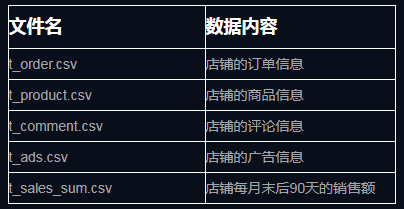 文件名 数据内容
t_order.csv 店铺的订单信息
t_product.csv 店铺的商品信息
t_comment.csv 店铺的评论信息
t_ads.csv 店铺的广告信息
t_sales_sum.csv 店铺每月末后90天的销售额